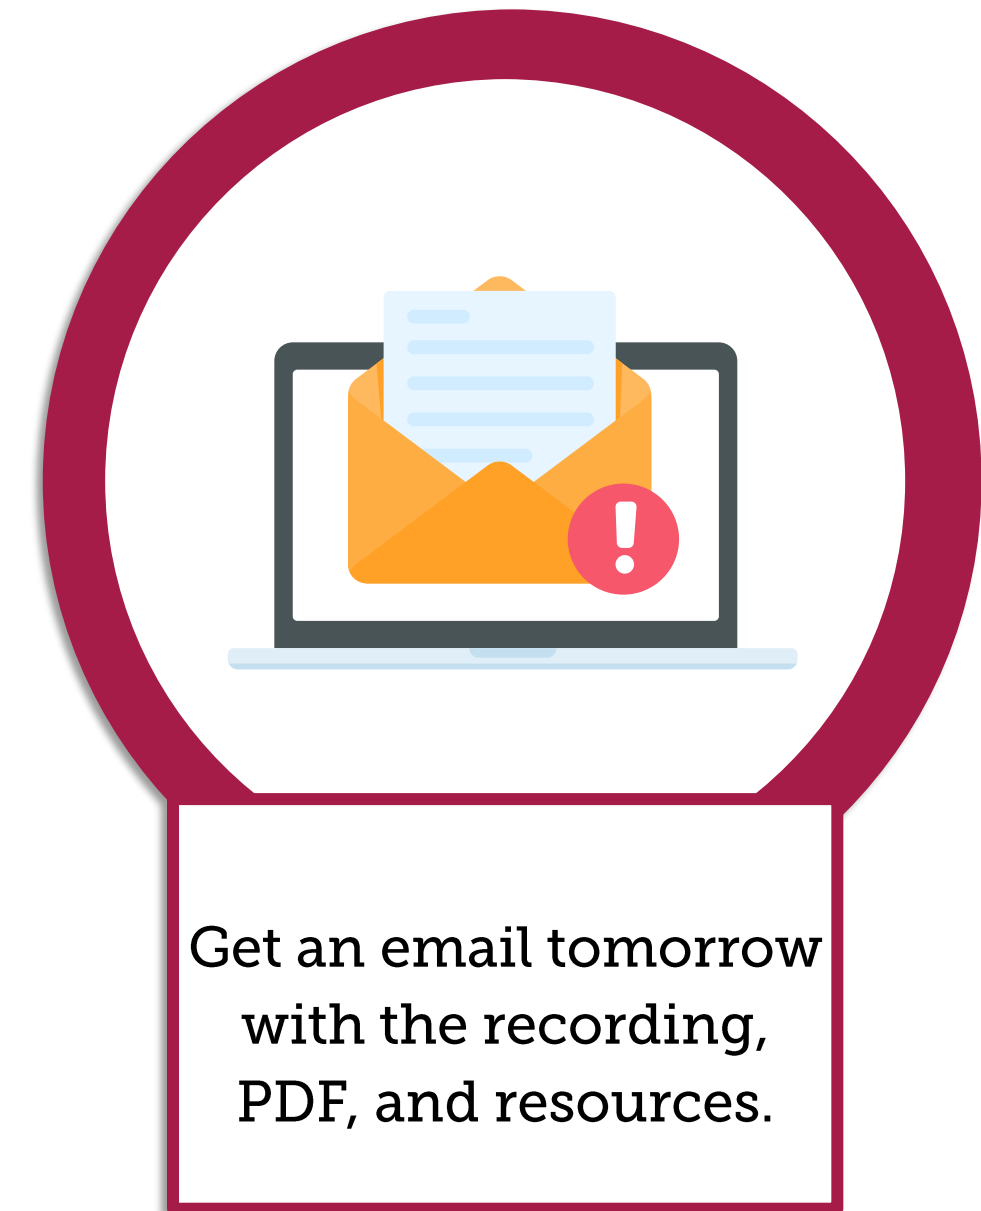 Get an email tomorrow
with the recording,
PDF, and resources.